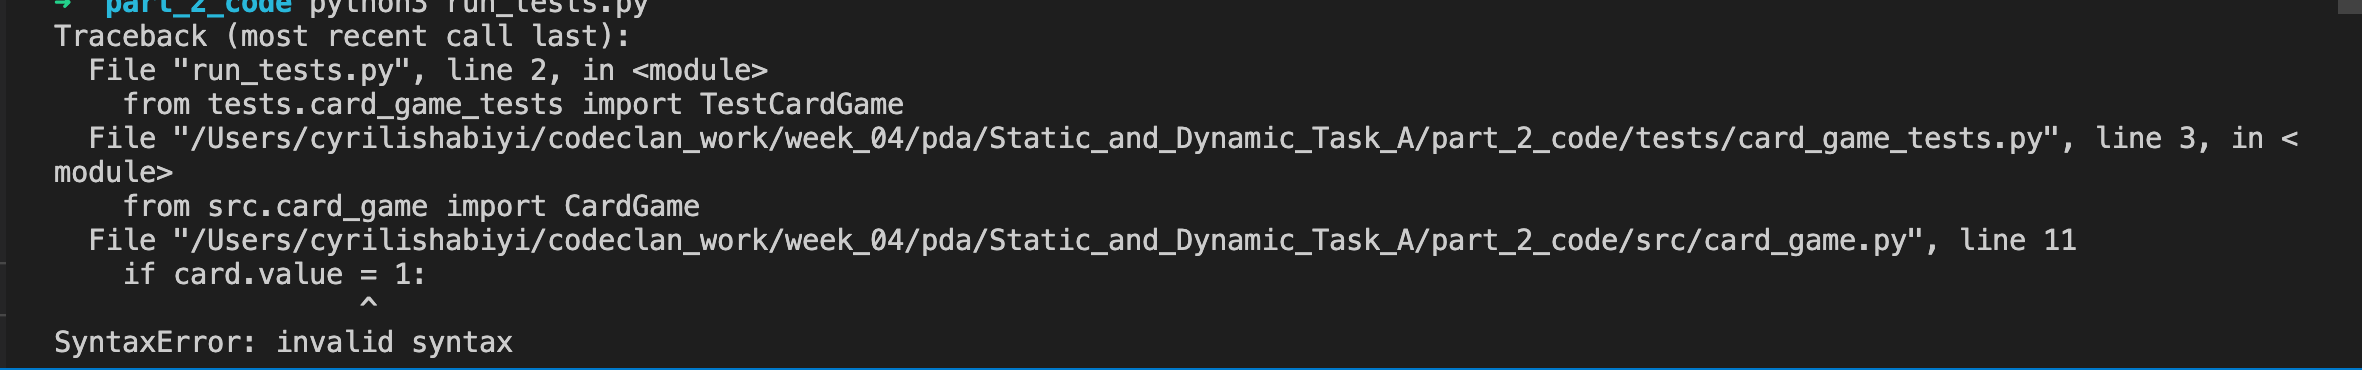 ➜ part_2_code python3 run_tests.py
Traceback (most recent call last):
  File "run_tests.py", line 2, in <module>
    from tests.card_game_tests import TestCardGame
  File "/Users/cyrilishabiyi/codeclan_work/week_04/pda/Static_and_Dynamic_Task_A/part_2_code/tests/card_game_tests.py", line 3, in <
module>
    from src.card_game import CardGame
  File "/Users/cyrilishabiyi/codeclan_work/week_04/pda/Static_and_Dynamic_Task_A/part_2_code/src/card_game.py", line 11
    if card.value = 1:
                  ^
SyntaxError: invalid syntax